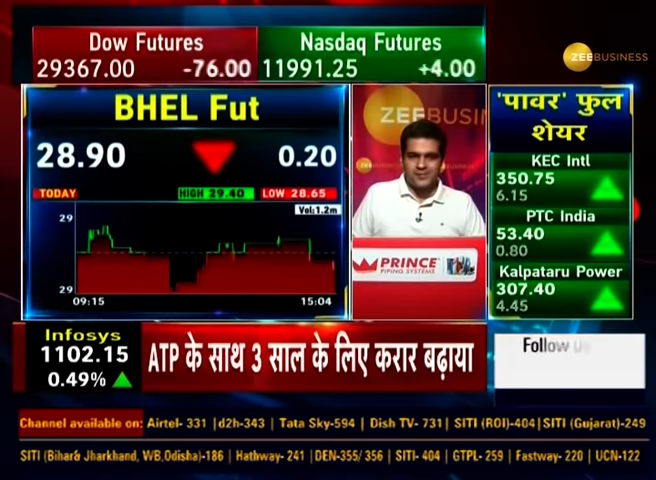 Dow Futures
29367.00 -76.00
Nasdaq Futures
11991.25 +4.00
ZEEBUSINESS
BHEL Fut
28.90 0.20
TODAY HIGH 29.40 LOW 28.65
Vol:1.2m
29
29
09:15 15:04
ZEEBUSIN
PRINCE
PIPING SYSTEMS
'पावर' फुल
शेयर
KEC Intl
350.75
6.15
PTC India
53.40
0.80
Kalpataru Power
307.40
4.45
Infosys
1102.15
0.49%
ATP के साथ 3 साल के लिए करार बढ़ाया
Follow u
Channel available on: Airtel- 331 |d2h-343 | Tata Sky-594 | Dish TV- 731| SITI (ROI)-404|SITI (Gujarat)-249
SITI (Bihar& Jharkhand, WB,Odisha)-186 | Hathway- 241 |DEN-355/ 356 | SITI- 404 | GTPL- 259 | Fastway- 220 | UCN-122